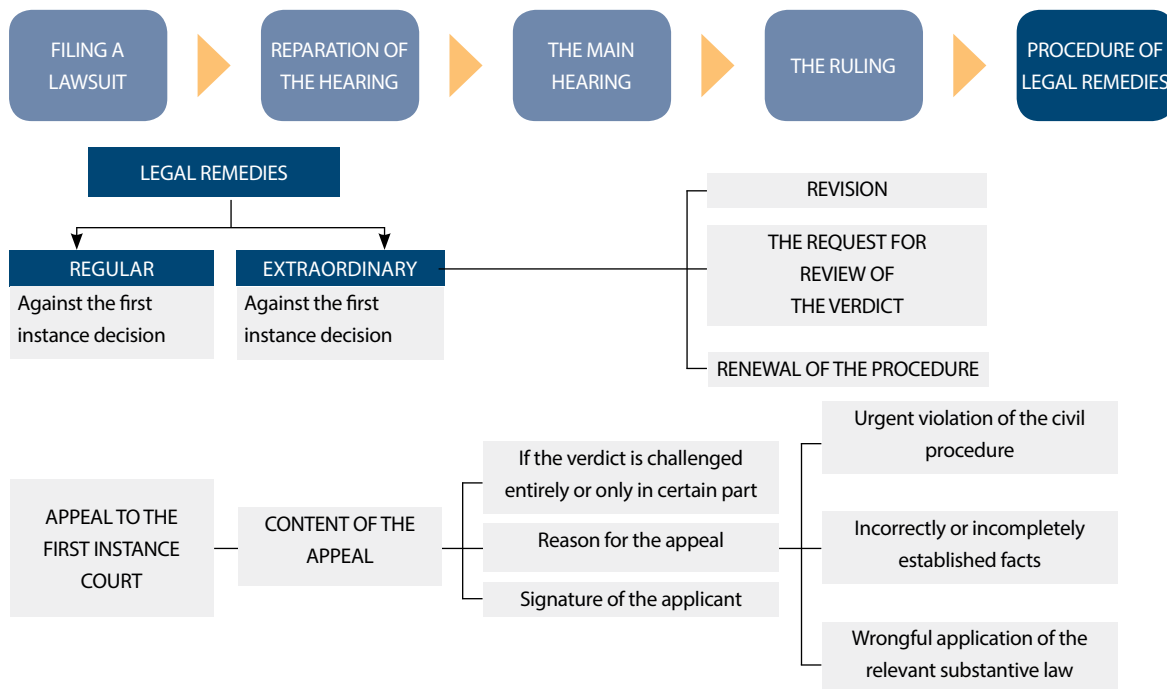 FILING A
LAWSUIT
REPARATION OF
THE HEARING
THE MAIN
HEARING
THE RULING
PROCEDURE OF
LEGAL REMEDIES
LEGAL REMEDIES
REGULAR
Against the first
instance decision
EXTRAORDINARY
Against the first
instance decision
REVISION
THE REQUEST FOR
REVIEW OF
THE VERDICT
RENEWAL OF THE PROCEDURE
APPEAL TO THE
FIRST INSTANCE
COURT
CONTENT OF THE
APPEAL
If the verdict is challenged
entirely or only in certain part
Reason for the appeal
Signature of the applicant
Urgent violation of the civil
procedure
Incorrectly or incompletely
established facts
Wrongful application of the
relevant substantive law